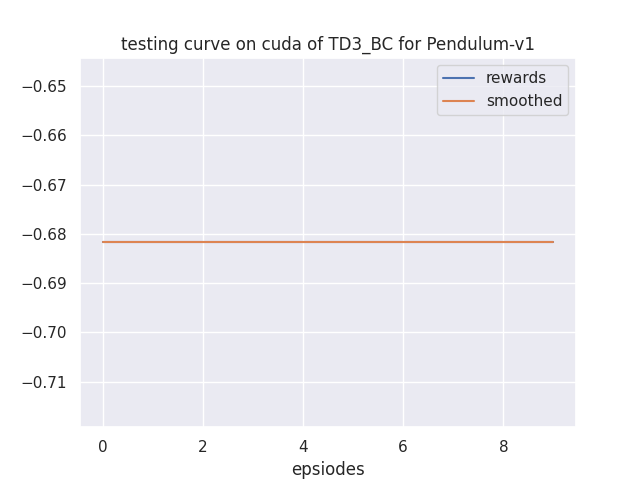 testing curve on cuda of TD3_BC for Pendulum-v1
rewards
smoothed
−0.65
−0.66
−0.67
−0.68
−0.69
−0.70
−0.71
0 2 4 6 8
epsiodes